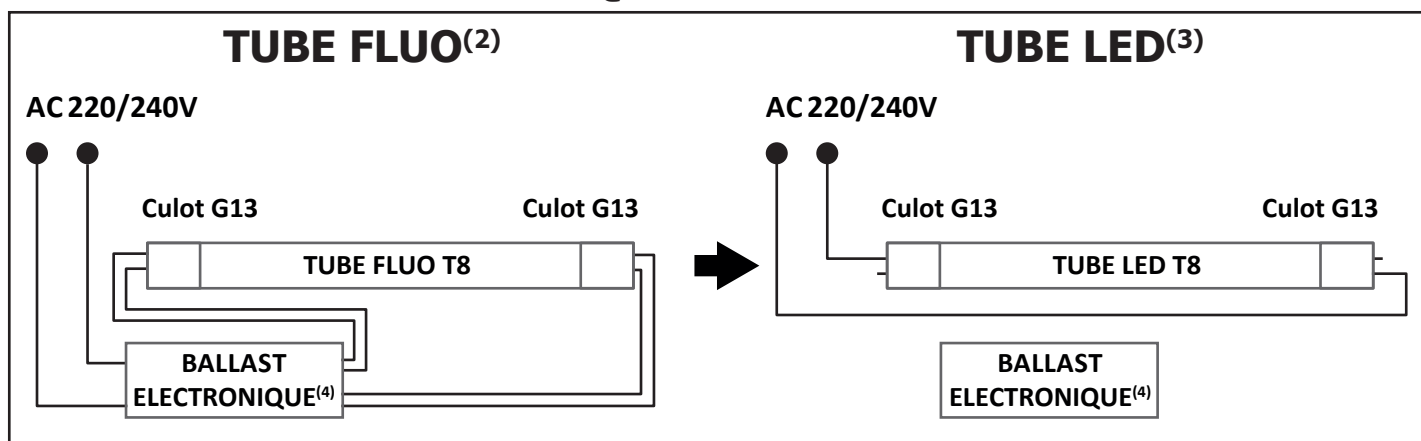 TUBE FLUO(2)
AC 220/240V
Culot G13
Culot G13
TUBE FLUO T8
BALLAST
ELECTRONIQUE(4)
TUBE LED(3)
AC 220/240V
Culot G13
Culot G13
TUBE LED T8
BALLAST
ELECTRONIQUE(4)